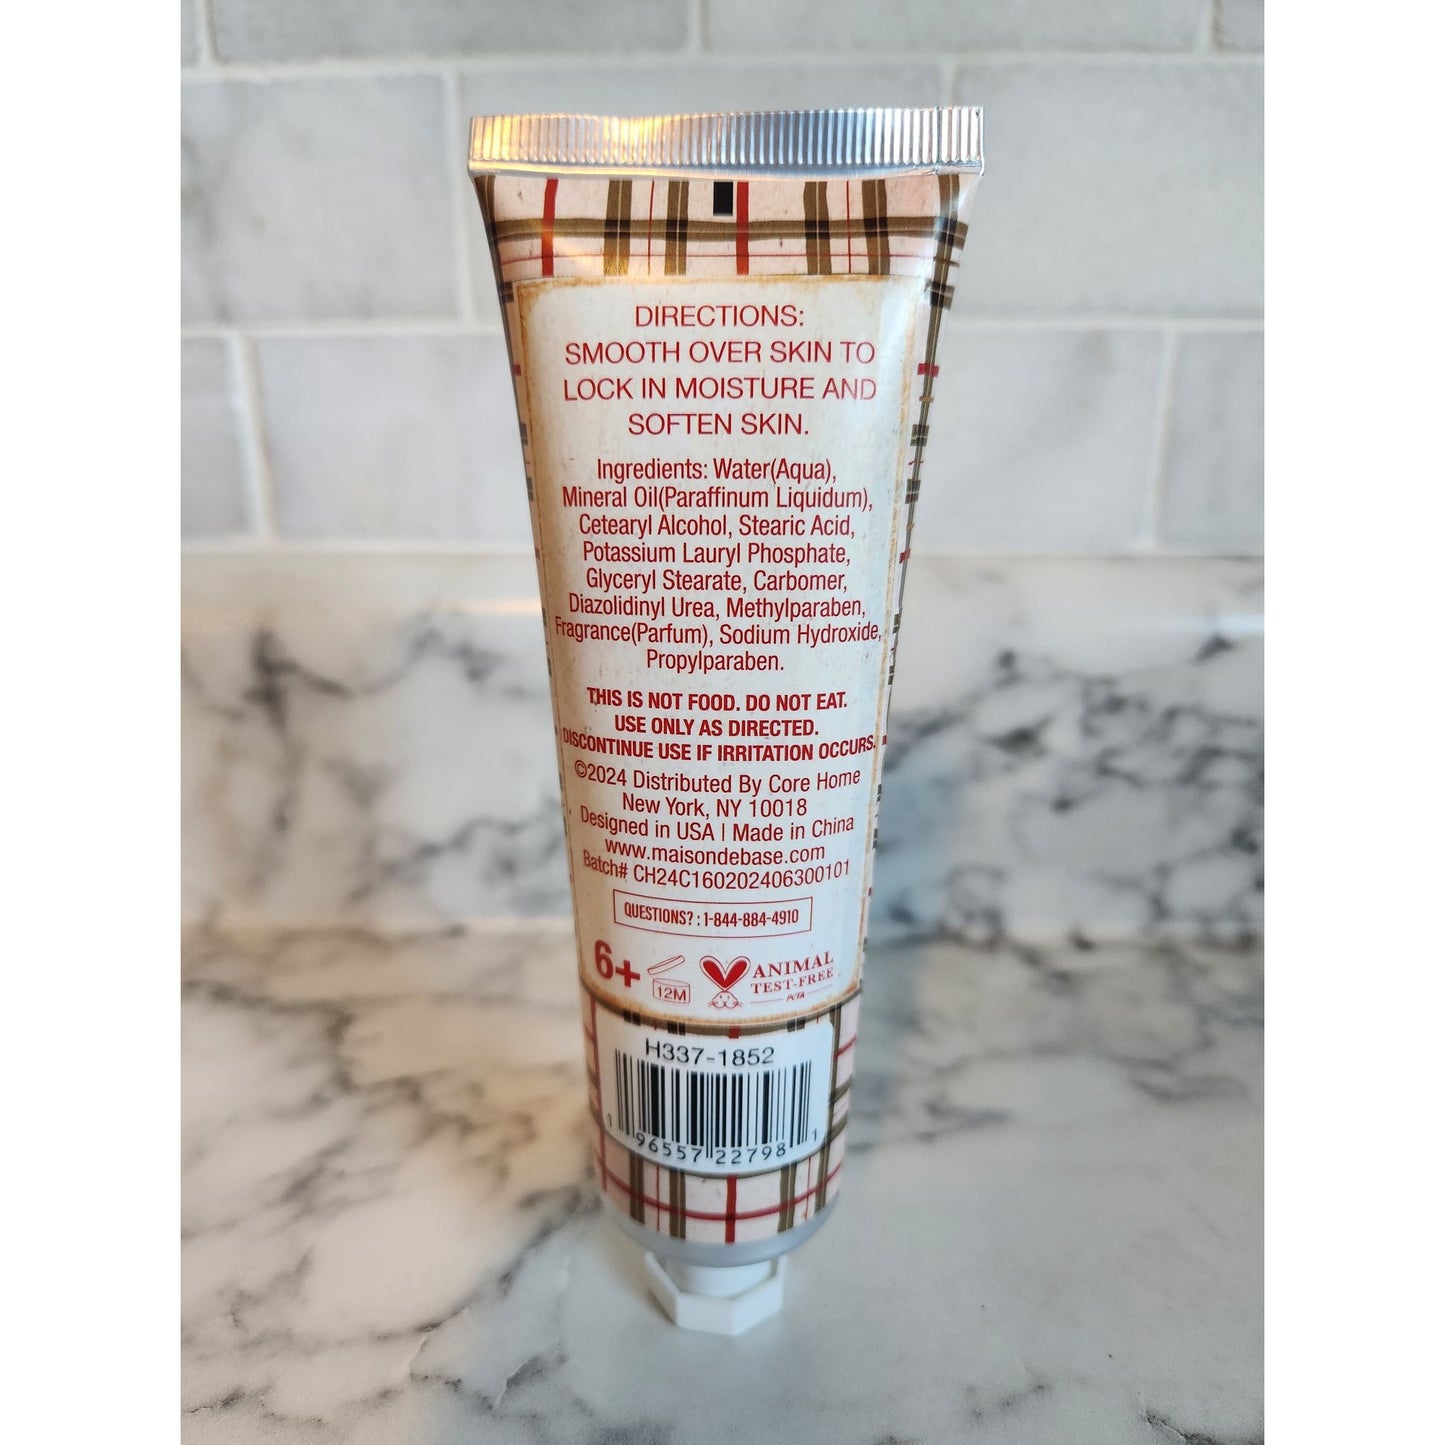 DIRECTIONS:
SMOOTH OVER SKIN TO
LOCK IN MOISTURE AND
SOFTEN SKIN.
Ingredients: Water(Aqua),
Mineral Oil(Paraffinum Liquidum),
Cetearyl Alcohol, Stearic Acid,
Potassium Lauryl Phosphate,
Glyceryl Stearate, Carbomer,
Diazolidinyl Urea, Methylparaben,
Fragrance(Parfum), Sodium Hydroxide,
Propylparaben.
THIS IS NOT FOOD. DO NOT EAT.
USE ONLY AS DIRECTED.
DISCONTINUE USE IF IRRITATION OCCURS.
©2024 Distributed By Core Home
New York, NY 10018
Designed in USA | Made in China
www.maisondebase.com
Batch# CH24C160202406300101
QUESTIONS? : 1-844-884-4910
6+
12M
ANIMAL
TEST-FREE
PETA
H337-1852
1 96557 22798 1